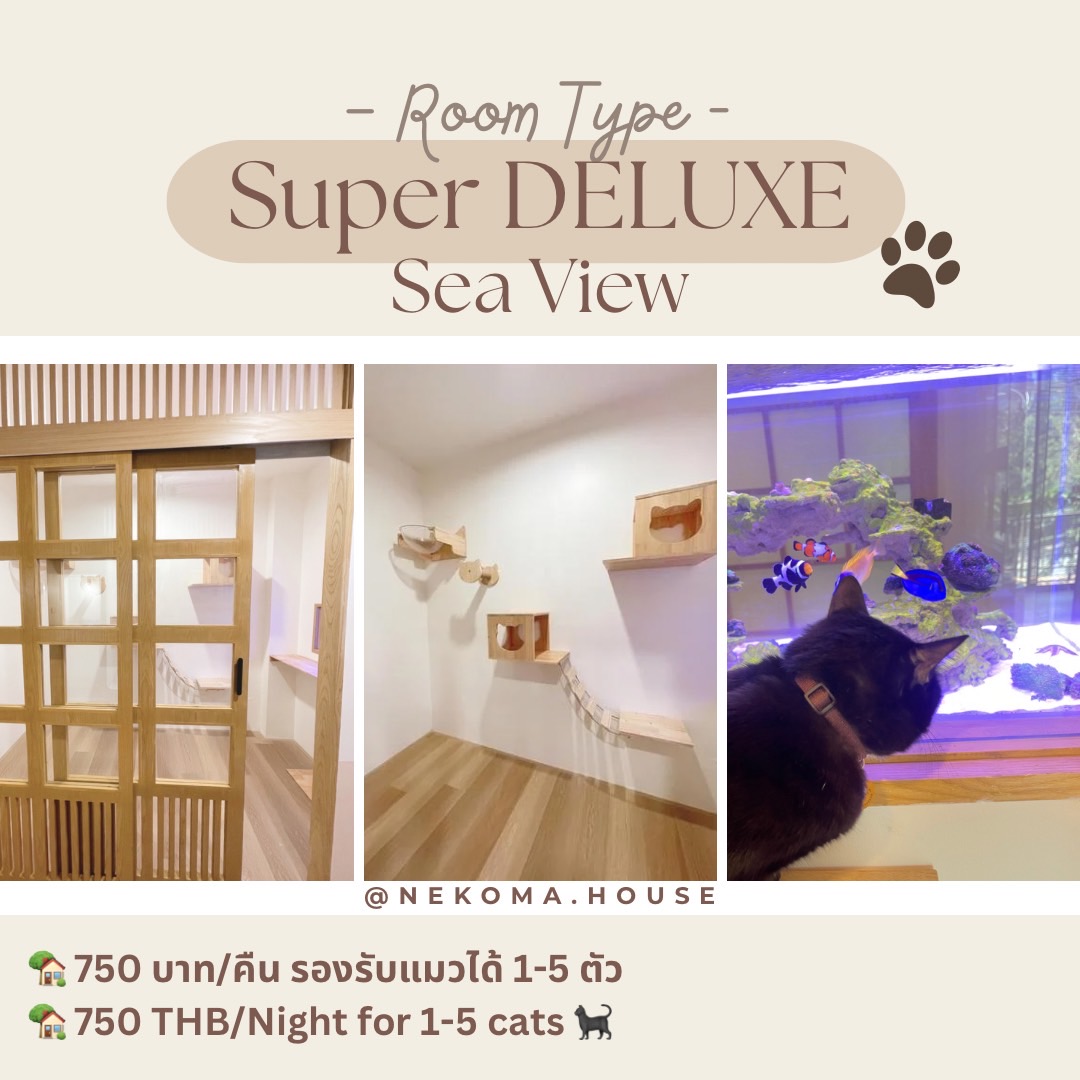 - Room Type -
Super DELUXE
Sea View
@NEKOMA.HOUSE
🏡 750 บาท/คืน รองรับแมวได้ 1-5 ตัว
🏡 750 THB/Night for 1-5 cats 🐈‍⬛